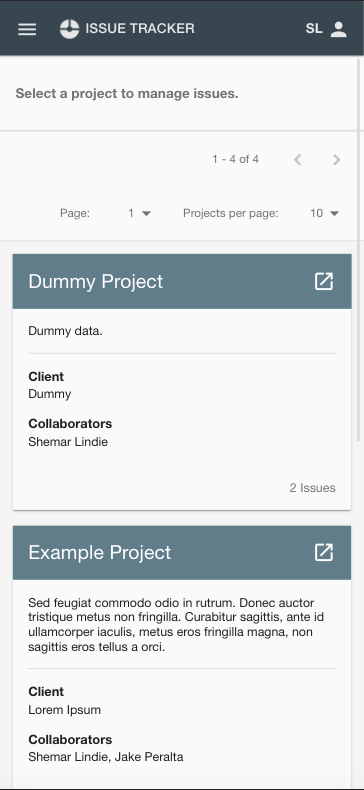 ISSUE TRACKER
SL
Select a project to manage issues.
1 - 4 of 4
Page: 1 Projects per page: 10
Dummy Project
Dummy data.
Client
Dummy
Collaborators
Shemar Lindie
2 Issues
Example Project
Sed feugiat commodo odio in rutrum. Donec auctor
tristique metus non fringilla. Curabitur sagittis, ante id
ullamcorper iaculis, metus eros fringilla magna, non
sagittis eros tellus a orci.
Client
Lorem Ipsum
Collaborators
Shemar Lindie, Jake Peralta